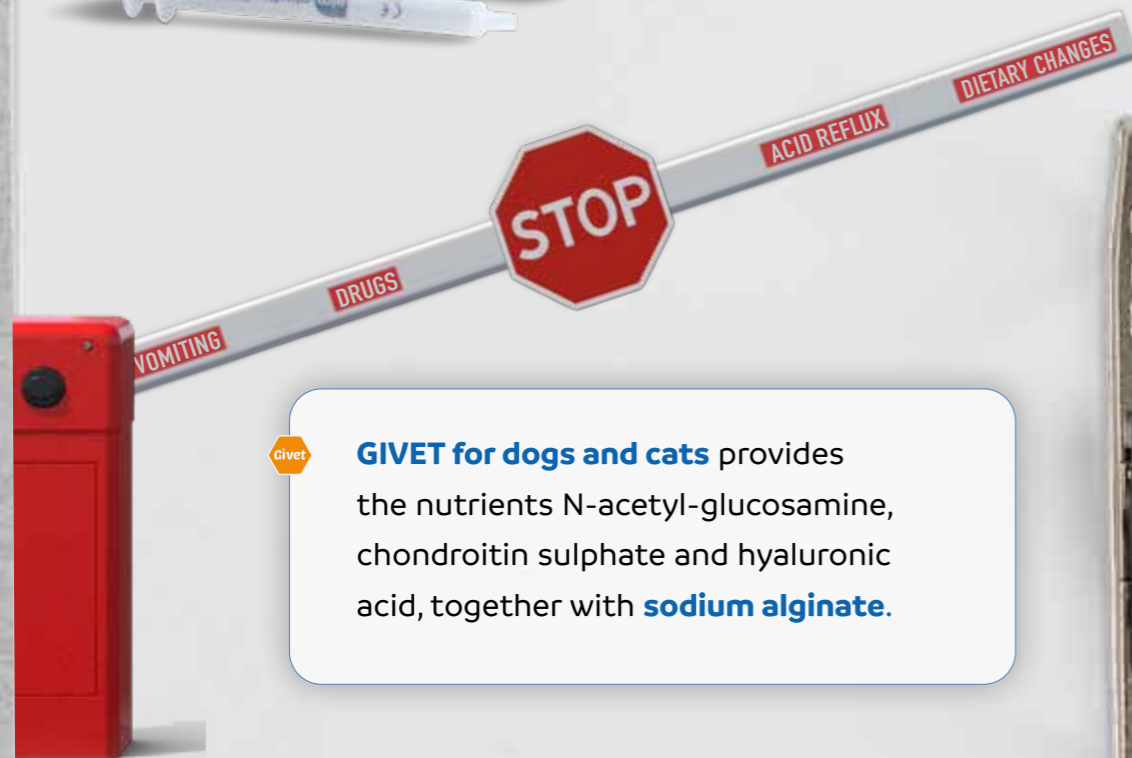 DIETARY CHANGES
ACID REFLUX
STOP
DRUGS
VOMITING
Givet
GIVET for dogs and cats provides
the nutrients N-acetyl-glucosamine,
chondroitin sulphate and hyaluronic
acid, together with sodium alginate.